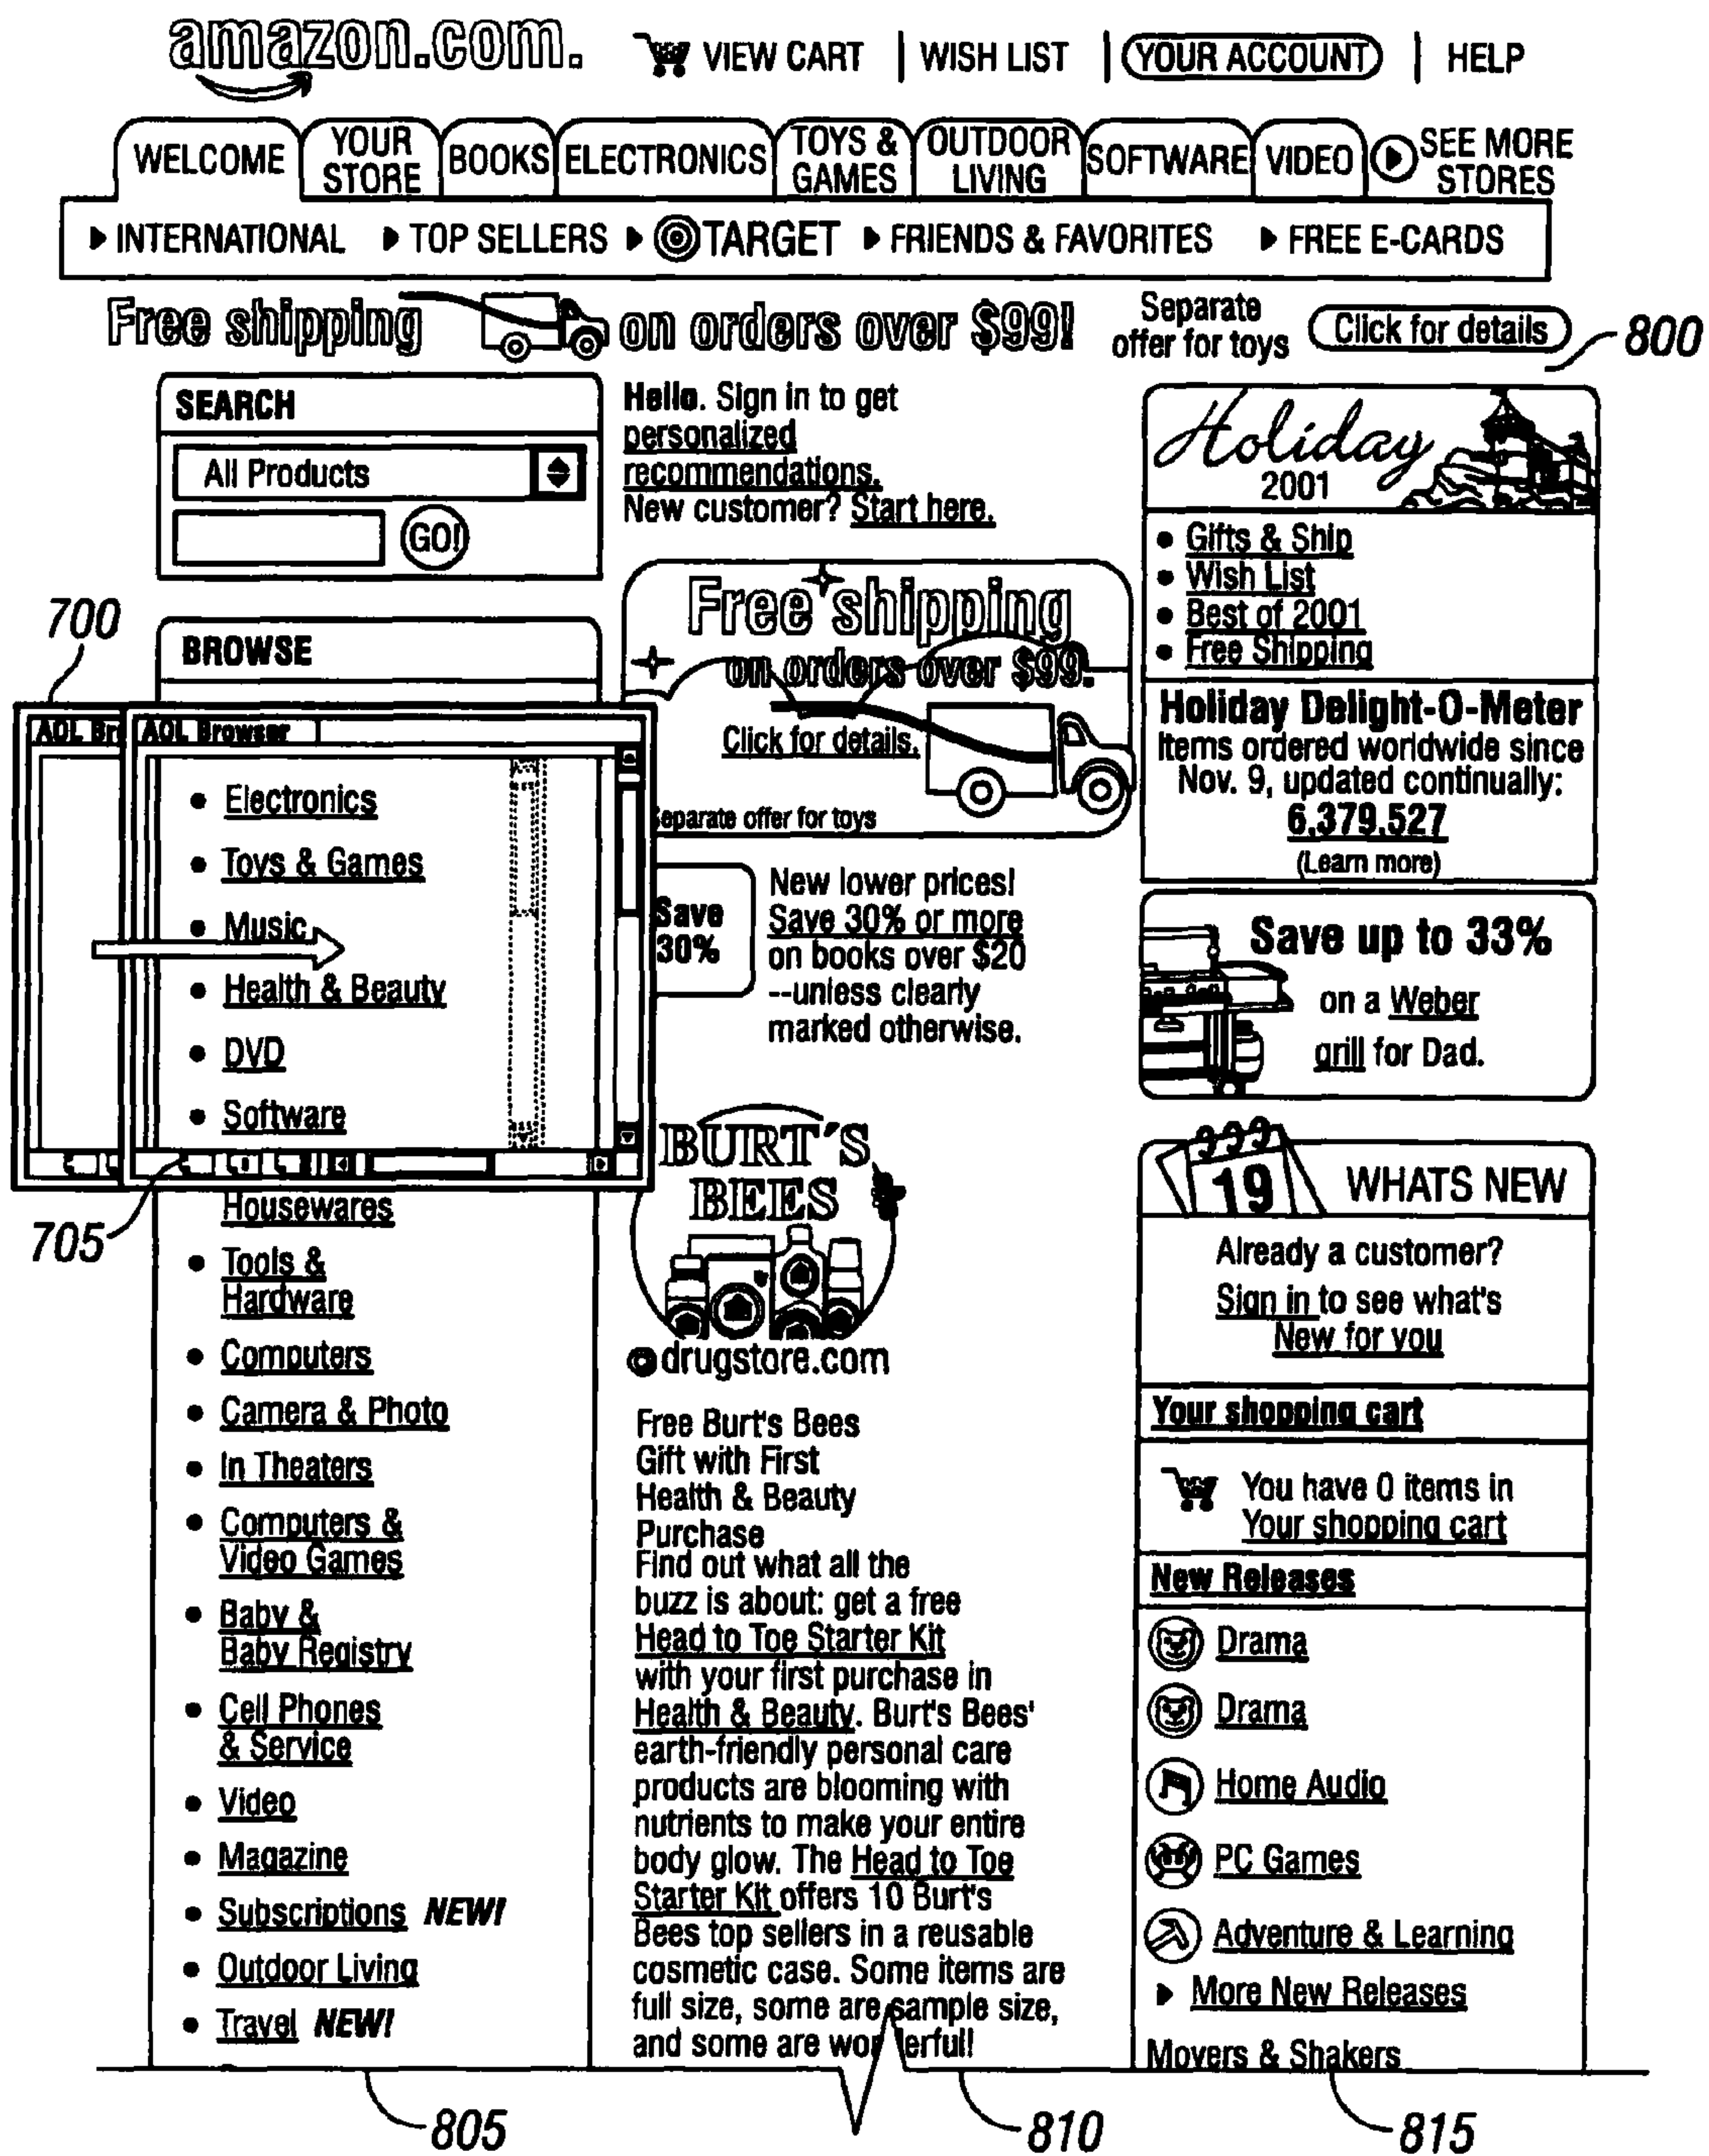 amazon.com.
VIEW CART | WISH LIST | YOUR ACCOUNT | HELP
WELCOME
YOUR STORE
BOOKS
ELECTRONICS
TOYS & GAMES
OUTDOOR LIVING
SOFTWARE
VIDEO
SEE MORE STORES
INTERNATIONAL
TOP SELLERS
TARGET
FRIENDS & FAVORITES
FREE E-CARDS
Free shipping on orders over $99!
Separate
offer for toys
Click for details
800
SEARCH
All Products
GO!
700
BROWSE
AOL Br
AOL Browser
• Electronics
• Toys & Games
• Music
• Health & Beauty
• DVD
• Software
705
Housewares
• Tools &
Hardware
• Computers
• Camera & Photo
• In Theaters
• Computers &
Video Games
• Baby &
Baby Registry
• Cell Phones
& Service
• Video
• Magazine
• Subscriptions NEW!
• Outdoor Living
• Travel NEW!
805
Hello. Sign in to get
personalized
recommendations.
New customer? Start here.
Free shipping
on orders over $99.
Click for details.
eparate offer for toys
Save
30%
New lower prices!
Save 30% or more
on books over $20
--unless clearly
marked otherwise.
BURT'S
BEES
drugstore.com
Free Burt's Bees
Gift with First
Health & Beauty
Purchase
Find out what all the
buzz is about: get a free
Head to Toe Starter Kit
with your first purchase in
Health & Beauty. Burt's Bees'
earth-friendly personal care
products are blooming with
nutrients to make your entire
body glow. The Head to Toe
Starter Kit offers 10 Burt's
Bees top sellers in a reusable
cosmetic case. Some items are
full size, some are sample size,
and some are wonderful!
810
Holiday
2001
• Gifts & Ship
• Wish List
• Best of 2001
• Free Shipping
Holiday Delight-O-Meter
Items ordered worldwide since
Nov. 9, updated continually:
6,379,527
(Learn more)
Save up to 33%
on a Weber
grill for Dad.
19
WHATS NEW
Already a customer?
Sign in to see what's
New for you
Your shopping cart
You have 0 items in
Your shopping cart
New Releases
Drama
Drama
Home Audio
PC Games
Adventure & Learning
More New Releases
Movers & Shakers
815